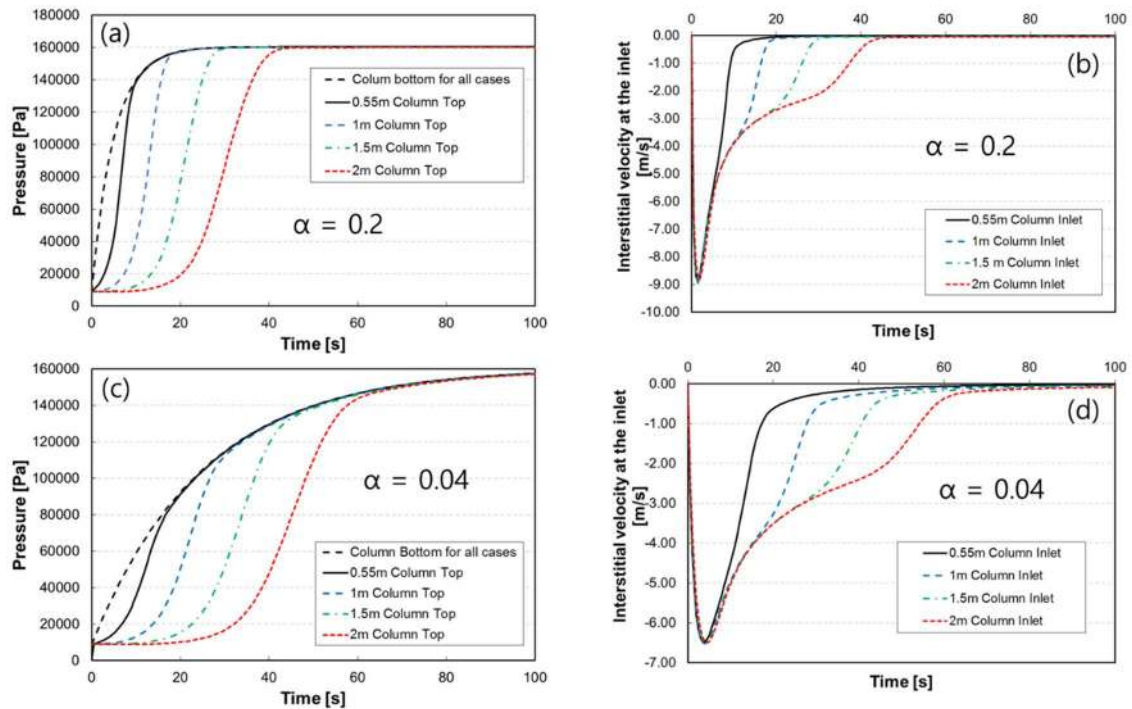 (a)
180000
160000
140000
120000
100000
80000
60000
40000
20000
0
Pressure [Pa]
Colum bottom for all cases
0.55m Column Top
1m Column Top
1.5m Column Top
2m Column Top
α = 0.2
0 20 40 60 80 100
Time [s]
0 20 40 60 80 100
(b)
0.00
-1.00
-2.00
-3.00
-4.00
-5.00
-6.00
-7.00
-8.00
-9.00
-10.00
Interstitial velocity at the inlet
[m/s]
α = 0.2
0.55m Column Inlet
1m Column Inlet
1.5 m Column Inlet
2m Column Inlet
Time [s]
(c)
160000
140000
120000
100000
80000
60000
40000
20000
0
Pressure [Pa]
α = 0.04
Column Bottom for all cases
0.55m Column Top
1m Column Top
1.5m Column Top
2m Column Top
0 20 40 60 80 100
Time [s]
0 20 40 60 80 100
(d)
0.00
-1.00
-2.00
-3.00
-4.00
-5.00
-6.00
-7.00
Interstitial velocity at the inlet
[m/s]
α = 0.04
0.55m Column Inlet
1m Column Inlet
1.5m Column Inlet
2m Column Inlet
Time [s]